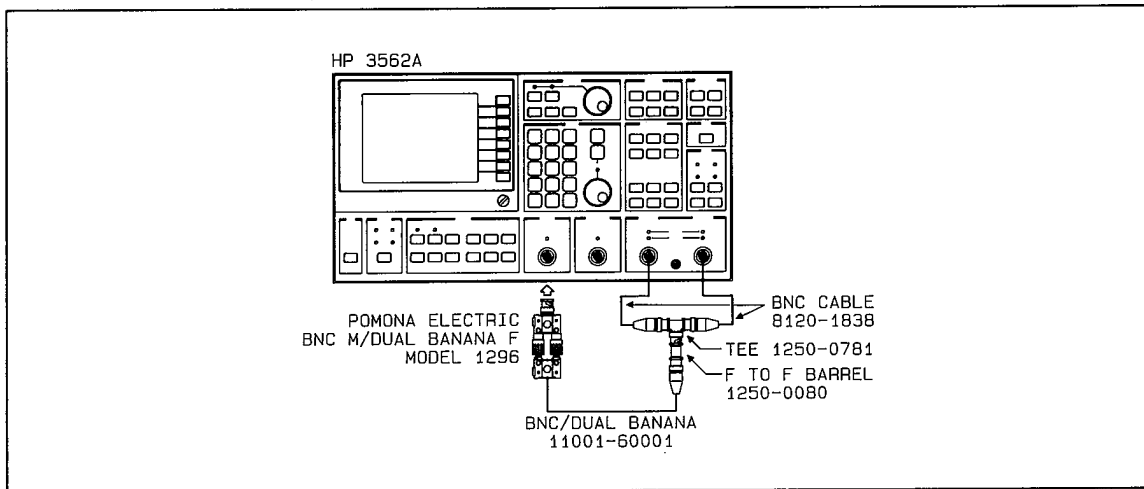 HP 3562A
POMONA ELECTRIC
BNC M/DUAL BANANA F
MODEL 1296
BNC CABLE
8120-1838
TEE 1250-0781
F TO F BARREL
1250-0080
BNC/DUAL BANANA
11001-60001